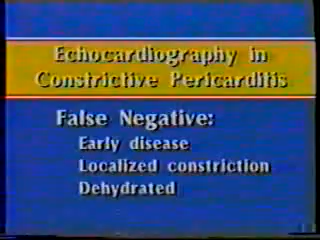 Echocardiography in
Constrictive Pericarditis
False Negative:
Early disease
Localized constriction
Dehydrated